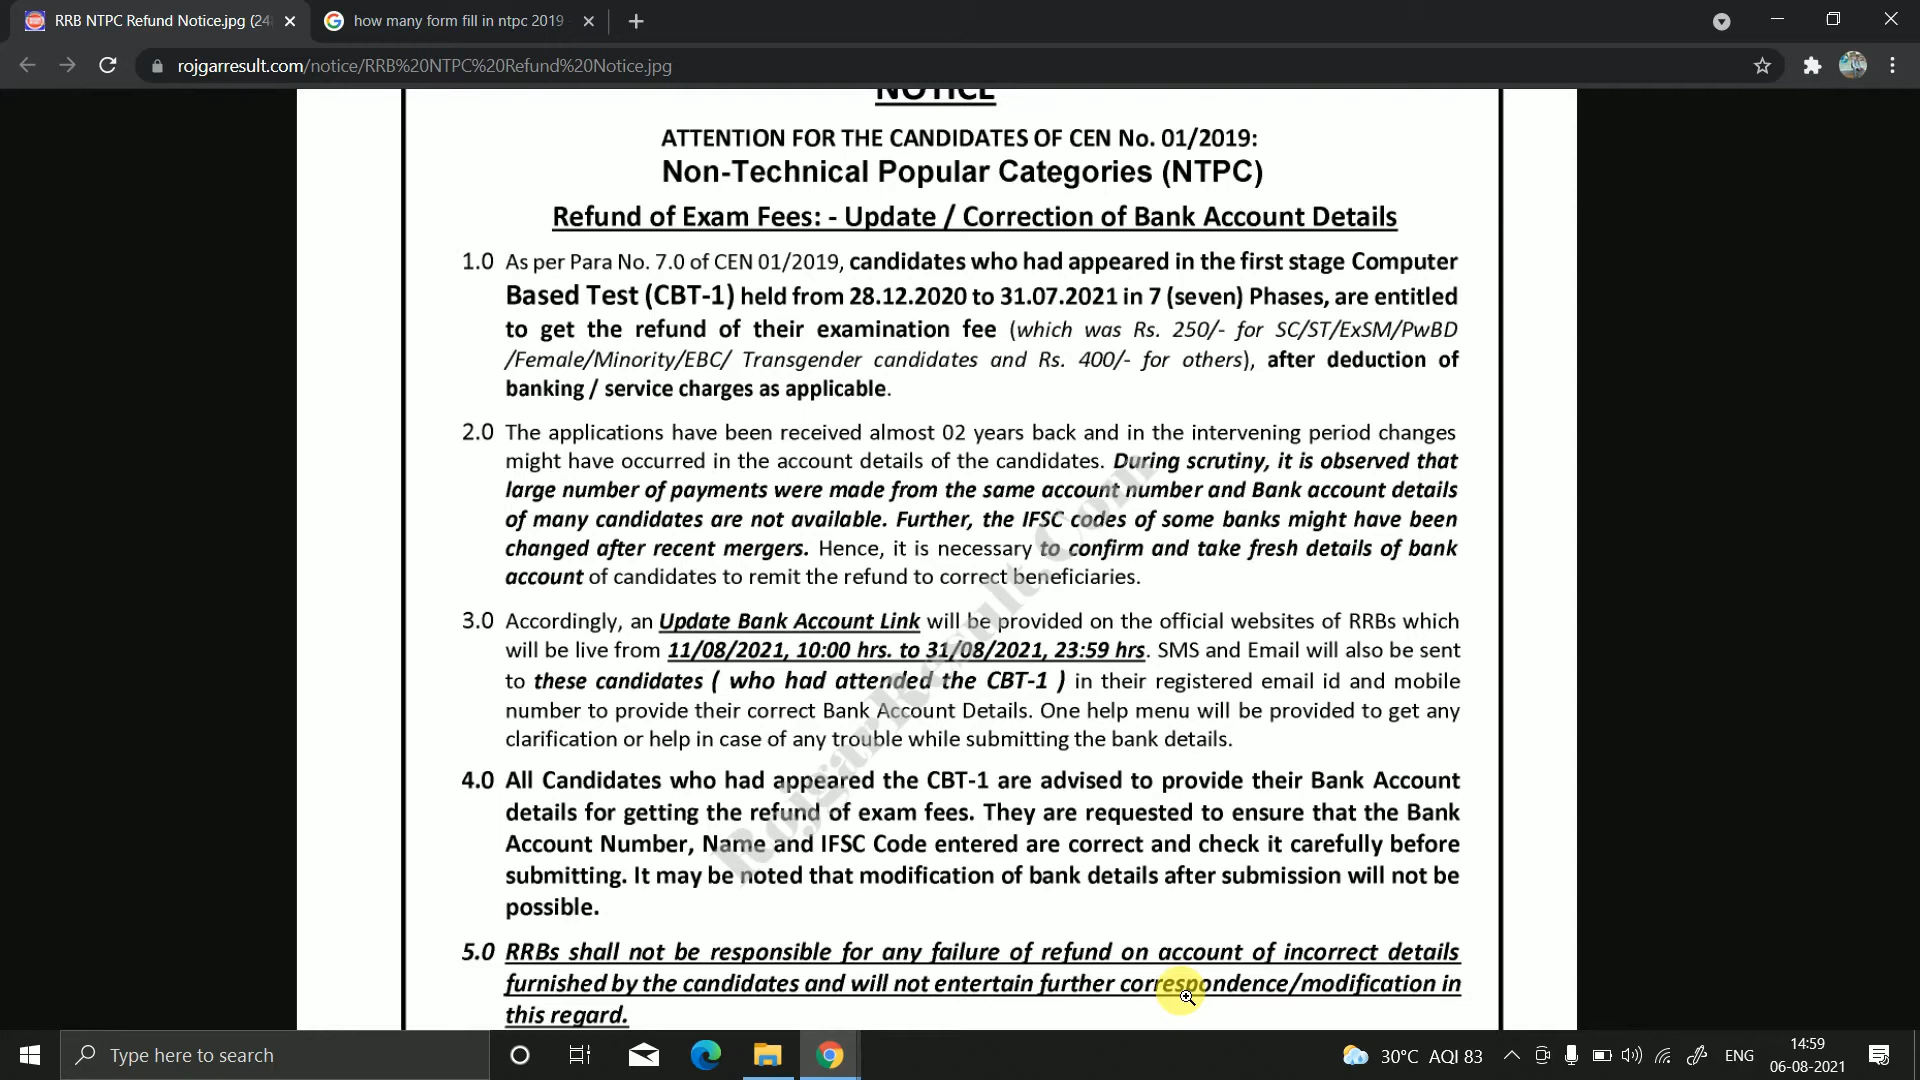 RRB NTPC Refund Notice.jpg (24
how many form fill in ntpc 2019
rojgarresult.com/notice/RRB%20NTPC%20Refund%20Notice.jpg
NOTICE
ATTENTION FOR THE CANDIDATES OF CEN No. 01/2019:
Non-Technical Popular Categories (NTPC)
Refund of Exam Fees: - Update / Correction of Bank Account Details
1.0 As per Para No. 7.0 of CEN 01/2019, candidates who had appeared in the first stage Computer
Based Test (CBT-1) held from 28.12.2020 to 31.07.2021 in 7 (seven) Phases, are entitled
to get the refund of their examination fee (which was Rs. 250/- for SC/ST/ExSM/PwBD
/Female/Minority/EBC/ Transgender candidates and Rs. 400/- for others), after deduction of
banking / service charges as applicable.
2.0 The applications have been received almost 02 years back and in the intervening period changes
might have occurred in the account details of the candidates. During scrutiny, it is observed that
large number of payments were made from the same account number and Bank account details
of many candidates are not available. Further, the IFSC codes of some banks might have been
changed after recent mergers. Hence, it is necessary to confirm and take fresh details of bank
account of candidates to remit the refund to correct beneficiaries.
3.0 Accordingly, an Update Bank Account Link will be provided on the official websites of RRBs which
will be live from 11/08/2021, 10:00 hrs. to 31/08/2021, 23:59 hrs. SMS and Email will also be sent
to these candidates ( who had attended the CBT-1 ) in their registered email id and mobile
number to provide their correct Bank Account Details. One help menu will be provided to get any
clarification or help in case of any trouble while submitting the bank details.
4.0 All Candidates who had appeared the CBT-1 are advised to provide their Bank Account
details for getting the refund of exam fees. They are requested to ensure that the Bank
Account Number, Name and IFSC Code entered are correct and check it carefully before
submitting. It may be noted that modification of bank details after submission will not be
possible.
5.0 RRBs shall not be responsible for any failure of refund on account of incorrect details
furnished by the candidates and will not entertain further correspondence/modification in
this regard.
RojgarResult.Com
Type here to search
30°C AQI 83
ENG
14:59
06-08-2021